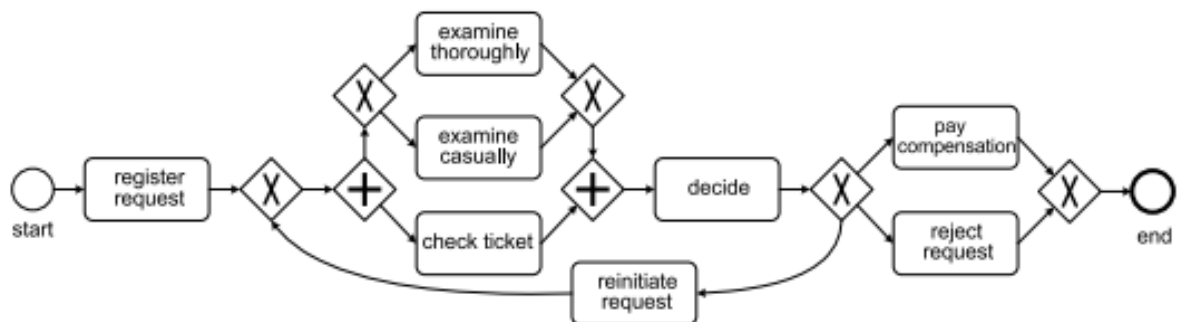 start
register
request
examine
thoroughly
examine
casually
check ticket
decide
reinitiate
request
pay
compensation
reject
request
end